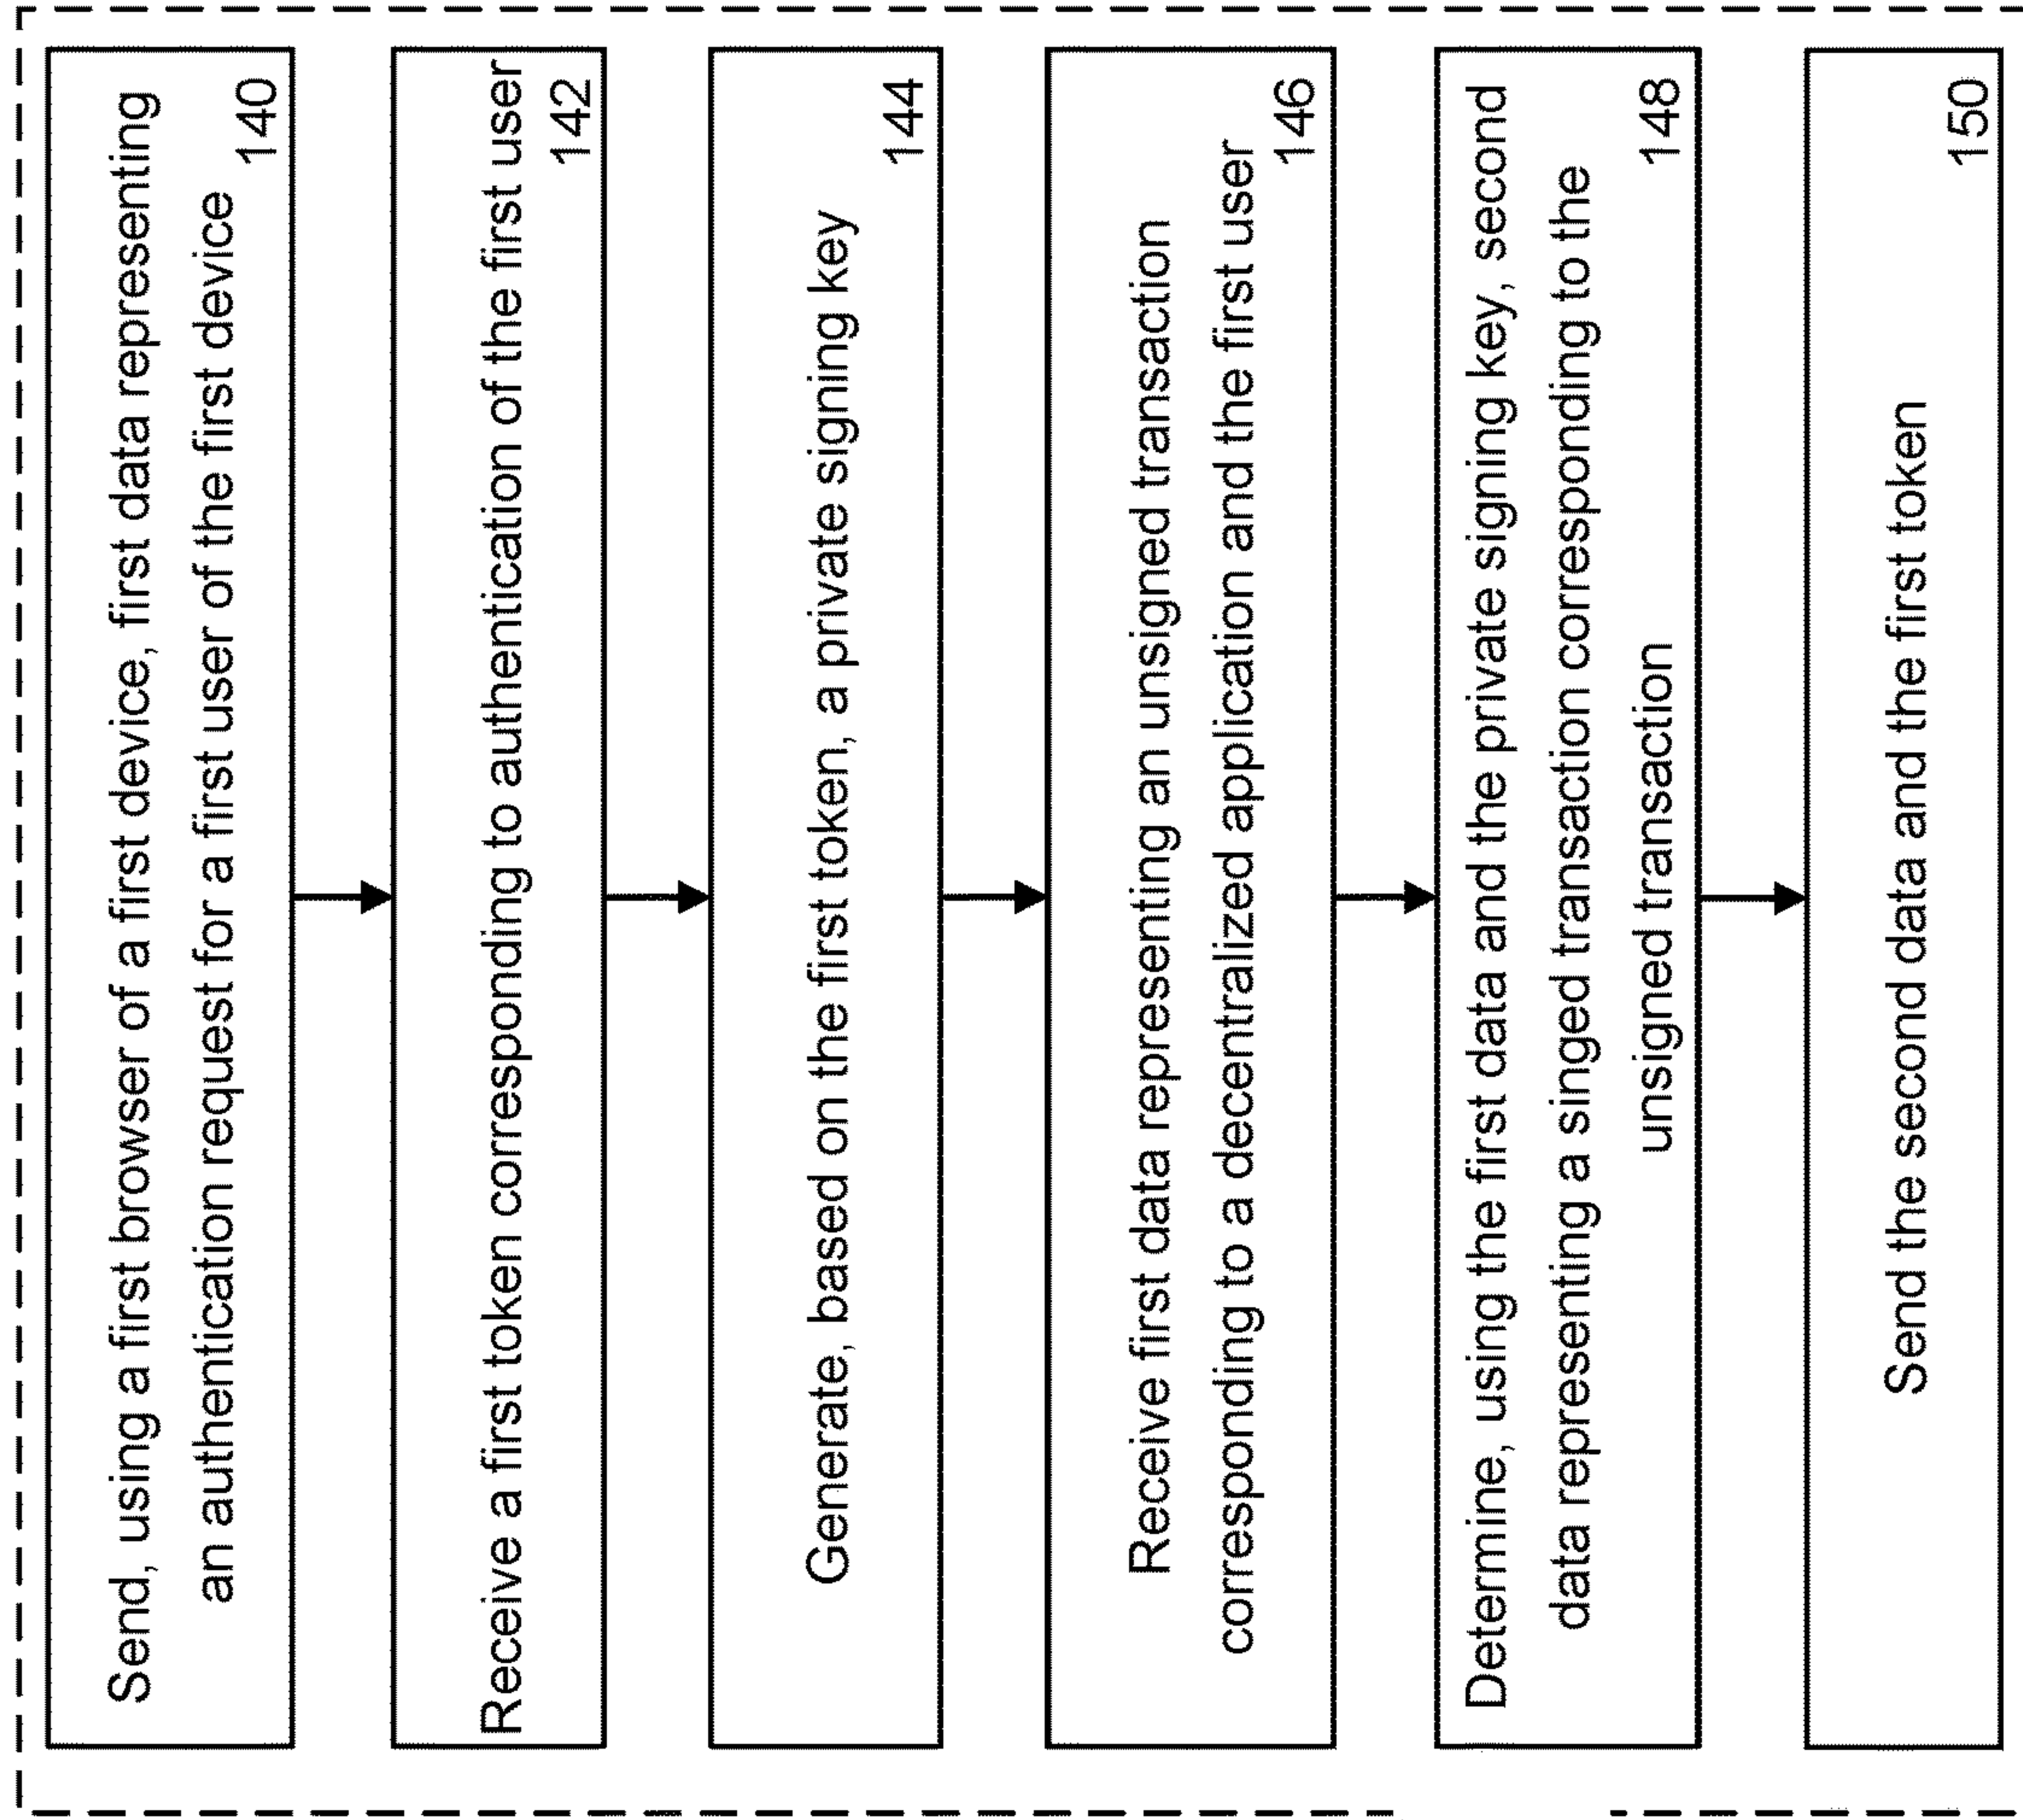 Send, using a first browser of a first device, first data representing
an authentication request for a first user of the first device
140
Receive a first token corresponding to authentication of the first user
142
Generate, based on the first token, a private signing key
144
Receive first data representing an unsigned transaction
corresponding to a decentralized application and the first user
146
Determine, using the first data and the private signing key, second
data representing a singed transaction corresponding to the
unsigned transaction
148
Send the second data and the first token
150